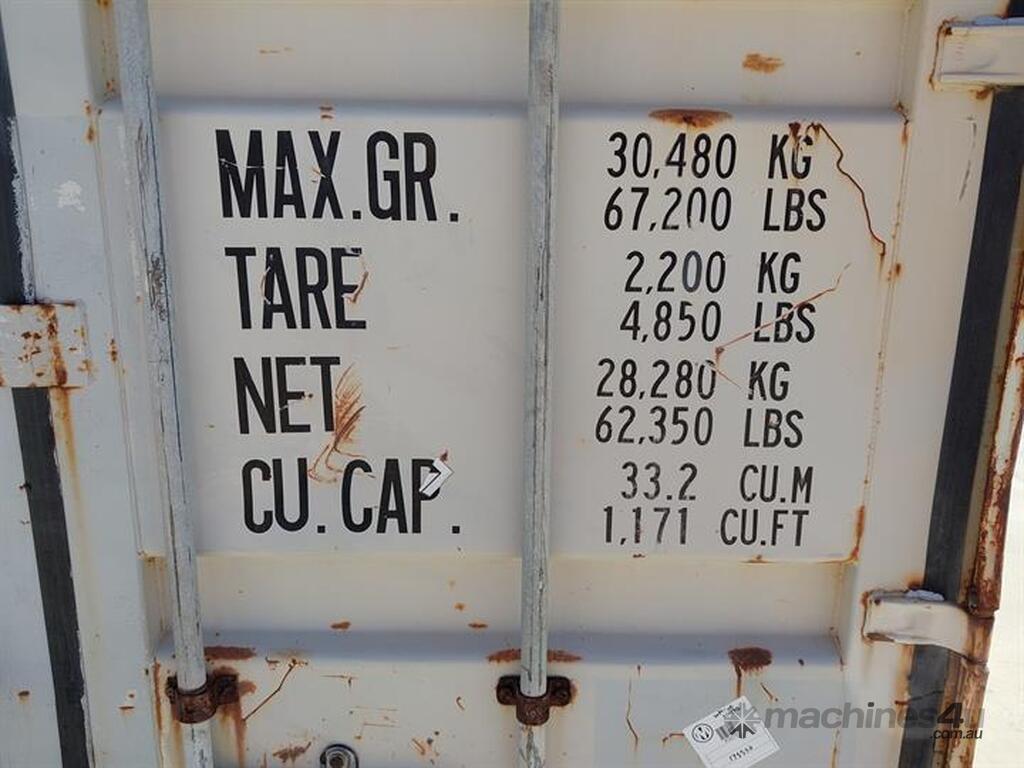 MAX.GR. 30,480 KG
67,200 LBS
TARE 2,200 KG
4,850 LBS
NET 28,280 KG
62,350 LBS
CU.CAP. 33.2 CU.M
1,171 CU.FT
machines4u
.com.au